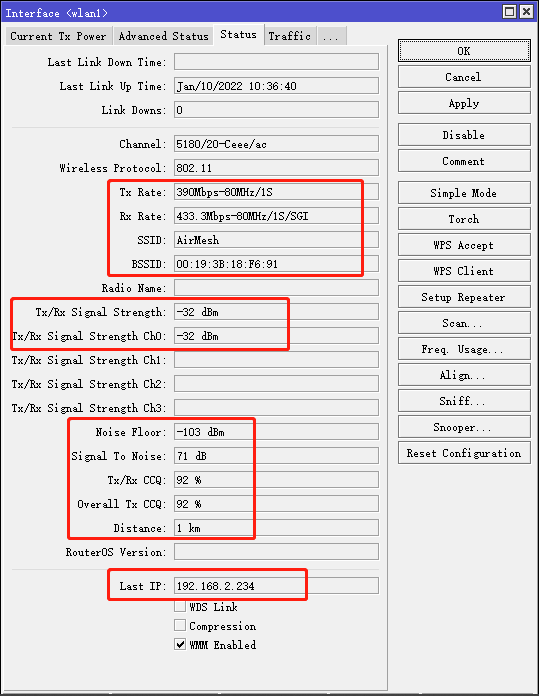 Interface <wlan1>
Current Tx Power Advanced Status Status Traffic ...
Last Link Down Time:
Last Link Up Time: Jan/10/2022 10:36:40
Link Downs: 0
Channel: 5180/20-Ceee/ac
Wireless Protocol: 802.11
Tx Rate: 390Mbps-80MHz/1S
Rx Rate: 433.3Mbps-80MHz/1S/SGI
SSID: AirMesh
BSSID: 00:19:3B:18:F6:91
Radio Name:
Tx/Rx Signal Strength: -32 dBm
Tx/Rx Signal Strength Ch0: -32 dBm
Tx/Rx Signal Strength Ch1:
Tx/Rx Signal Strength Ch2:
Tx/Rx Signal Strength Ch3:
Noise Floor: -103 dBm
Signal To Noise: 71 dB
Tx/Rx CCQ: 92 %
Overall Tx CCQ: 92 %
Distance: 1 km
RouterOS Version:
Last IP: 192.168.2.234
WDS Link
Compression
WMM Enabled
OK
Cancel
Apply
Disable
Comment
Simple Mode
Torch
WPS Accept
WPS Client
Setup Repeater
Scan...
Freq. Usage...
Align...
Sniff...
Snooper...
Reset Configuration